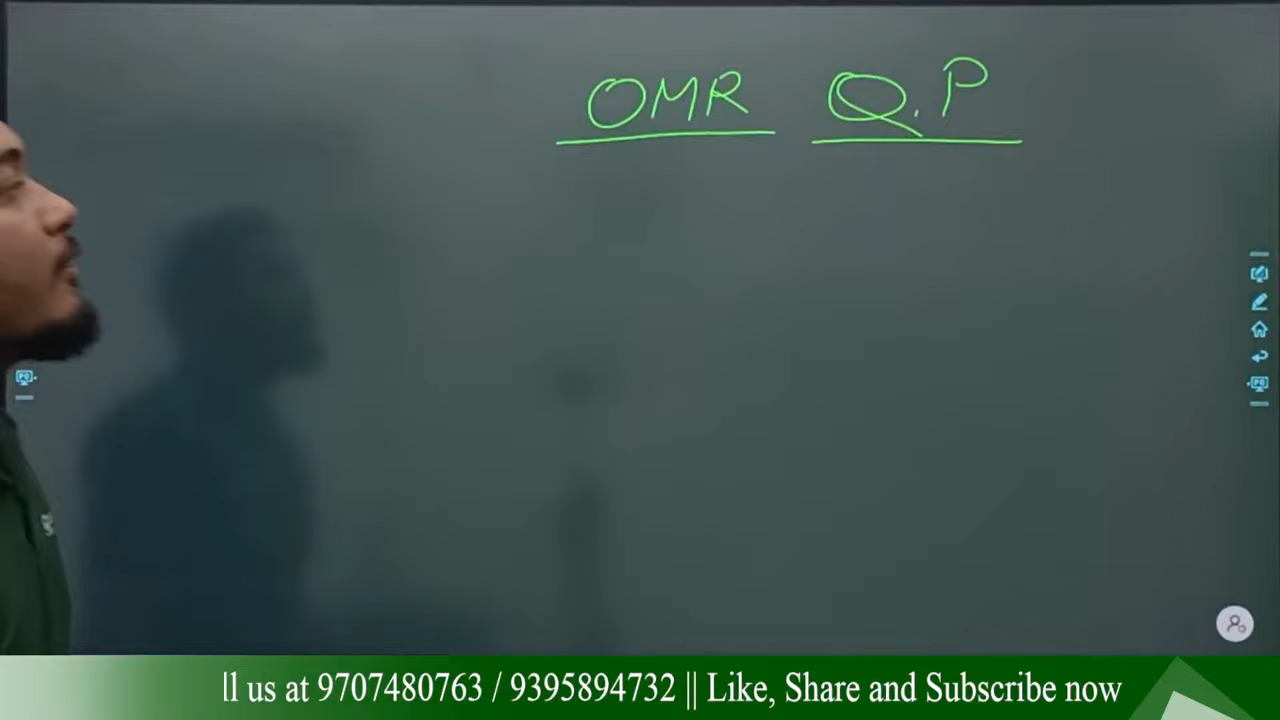 OMR Q.P
ll us at 9707480763 / 9395894732 || Like, Share and Subscribe now